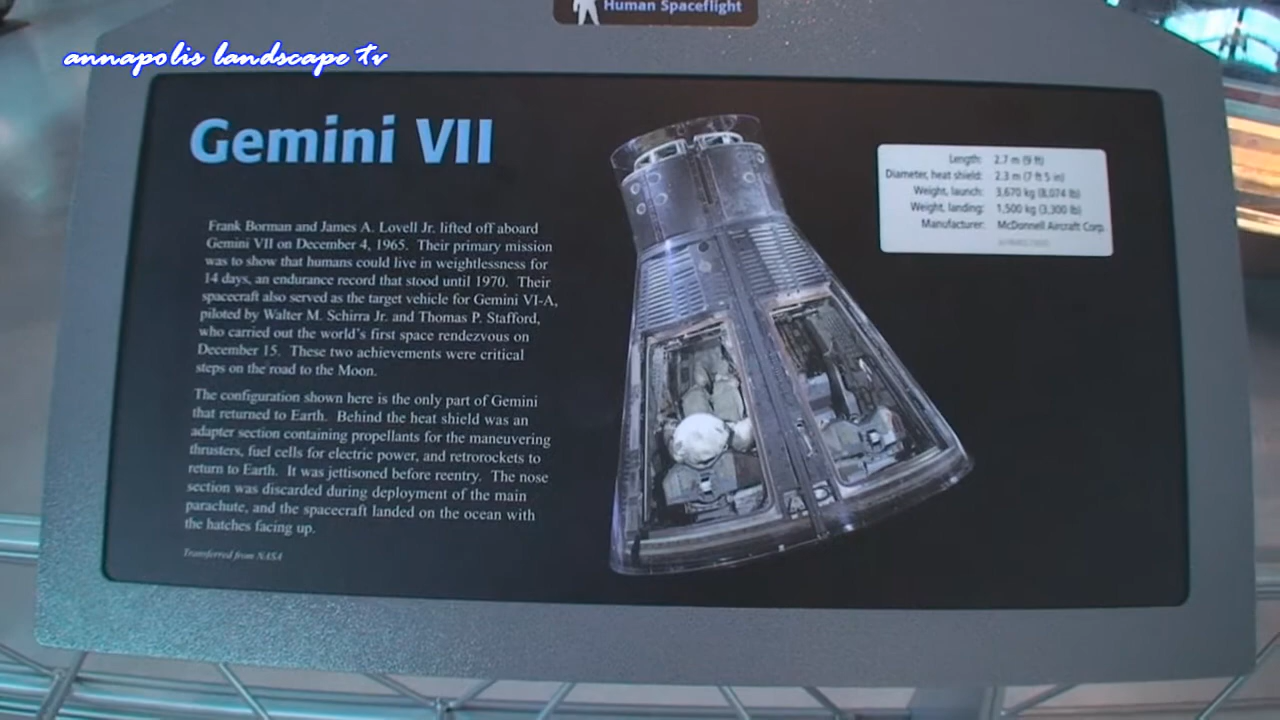 Human Spaceflight
annapolis landscape tv
Gemini VII
Frank Borman and James A. Lovell Jr. lifted off aboard
Gemini VII on December 4, 1965. Their primary mission
was to show that humans could live in weightlessness for
14 days, an endurance record that stood until 1970. Their
spacecraft also served as the target vehicle for Gemini VI-A,
piloted by Walter M. Schirra Jr. and Thomas P. Stafford,
who carried out the world's first space rendezvous on
December 15. These two achievements were critical
steps on the road to the Moon.
The configuration shown here is the only part of Gemini
that returned to Earth. Behind the heat shield was an
adapter section containing propellants for the maneuvering
thrusters, fuel cells for electric power, and retrorockets to
return to Earth. It was jettisoned before reentry. The nose
section was discarded during deployment of the main
parachute, and the spacecraft landed on the ocean with
the hatches facing up.
Transferred from NASA
Length: 2.7 m (9 ft)
Diameter, heat shield: 2.3 m (7 ft 5 in)
Weight, launch: 3,670 kg (8,074 lb)
Weight, landing: 1,500 kg (3,300 lb)
Manufacturer: McDonnell Aircraft Corp.